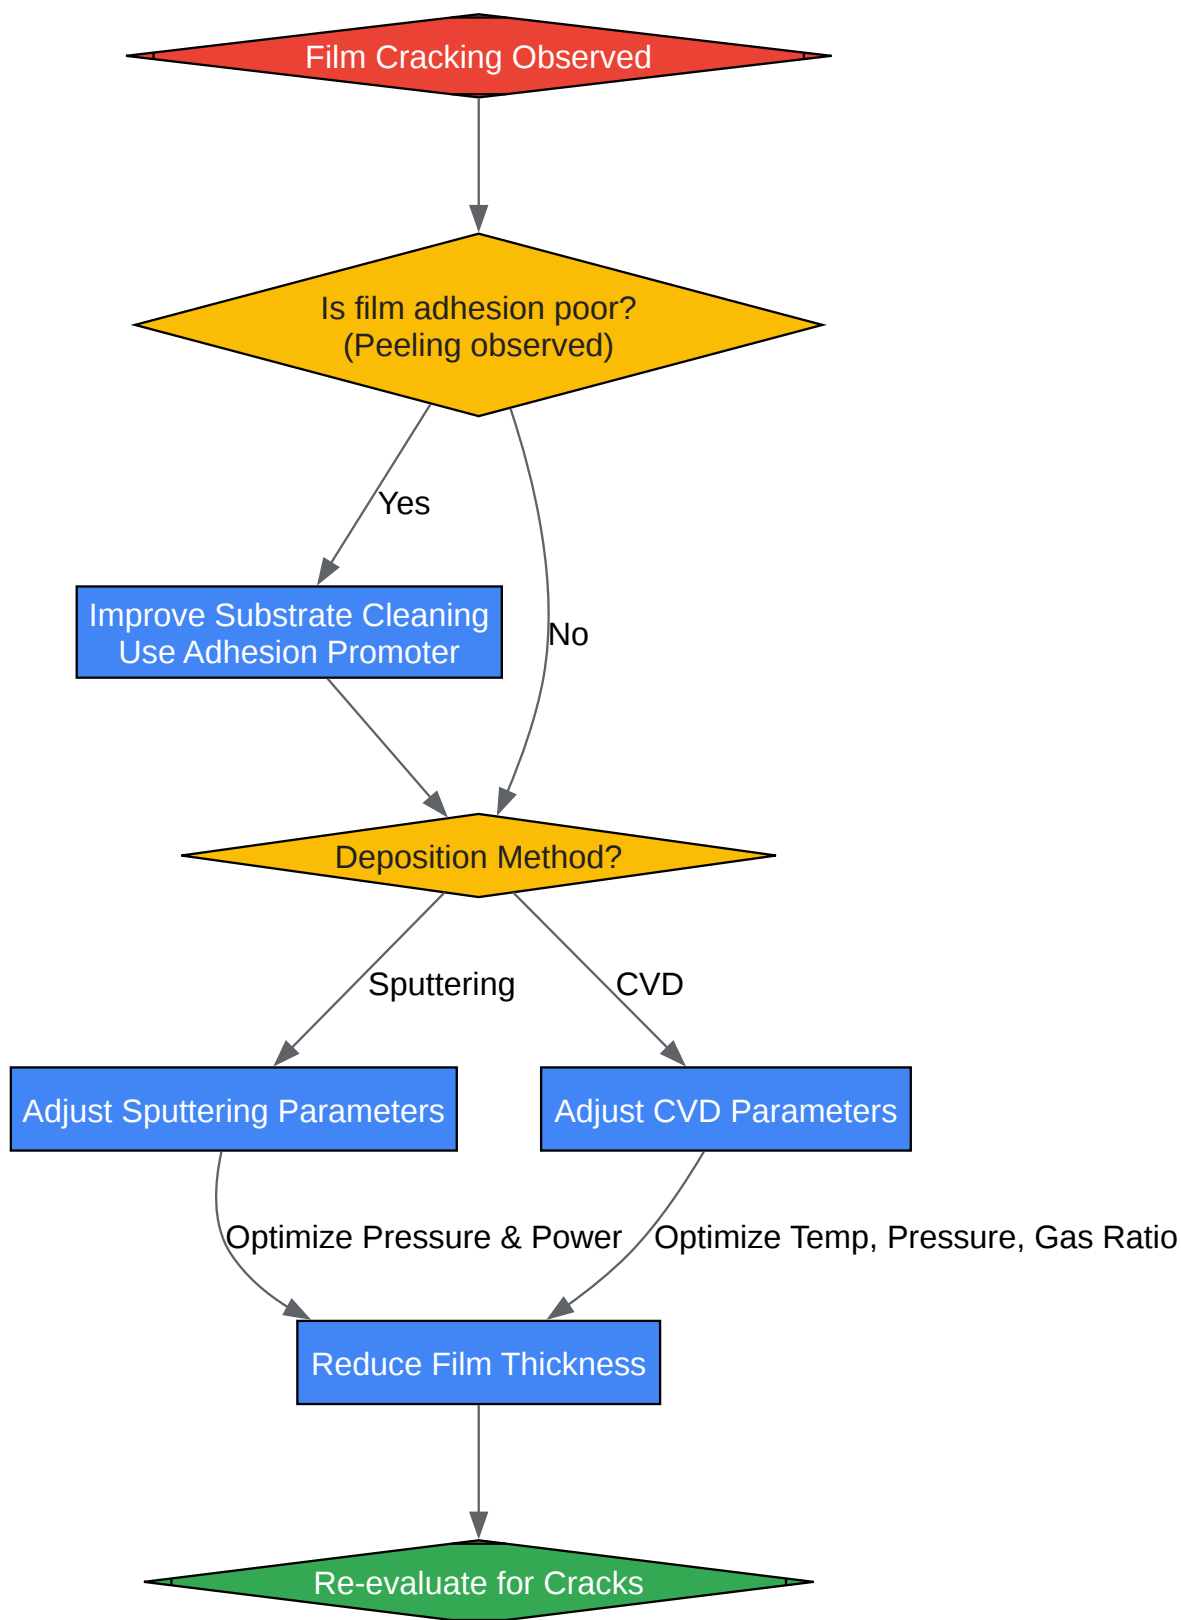 Film Cracking Observed
Is film adhesion poor?
(Peeling observed)
Yes
Improve Substrate Cleaning
Use Adhesion Promoter
No
Deposition Method?
Sputtering
CVD
Adjust Sputtering Parameters
Adjust CVD Parameters
Optimize Pressure & Power
Optimize Temp, Pressure, Gas Ratio
Reduce Film Thickness
Re-evaluate for Cracks